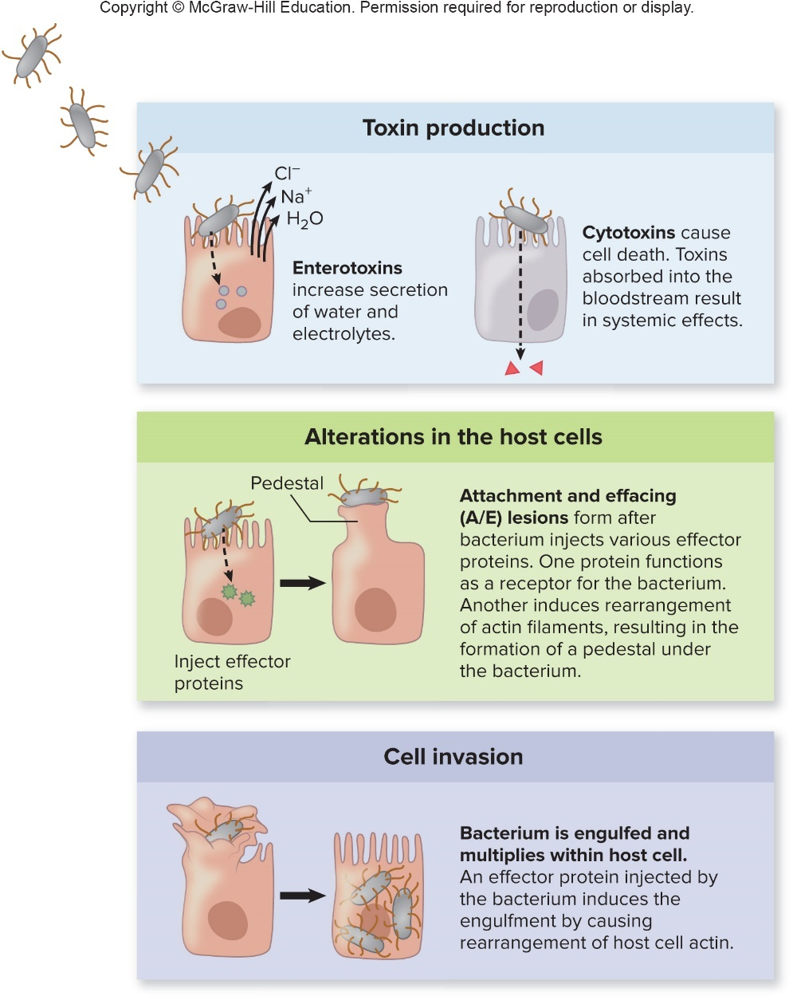 Copyright © McGraw-Hill Education. Permission required for reproduction or display.
Toxin production
Cl⁻
Na⁺
H₂O
Enterotoxins
increase secretion
of water and
electrolytes.
Cytotoxins cause
cell death. Toxins
absorbed into the
bloodstream result
in systemic effects.
Alterations in the host cells
Pedestal
Inject effector
proteins
Attachment and effacing
(A/E) lesions form after
bacterium injects various effector
proteins. One protein functions
as a receptor for the bacterium.
Another induces rearrangement
of actin filaments, resulting in the
formation of a pedestal under
the bacterium.
Cell invasion
Bacterium is engulfed and
multiplies within host cell.
An effector protein injected by
the bacterium induces the
engulfment by causing
rearrangement of host cell actin.